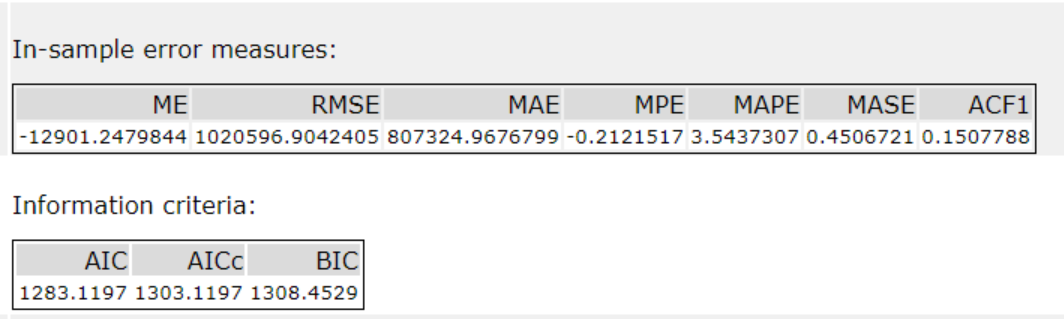 In-sample error measures:
ME RMSE MAE MPE MAPE MASE ACF1
-12901.2479844 1020596.9042405 807324.9676799 -0.2121517 3.5437307 0.4506721 0.1507788
Information criteria:
AIC AICc BIC
1283.1197 1303.1197 1308.4529